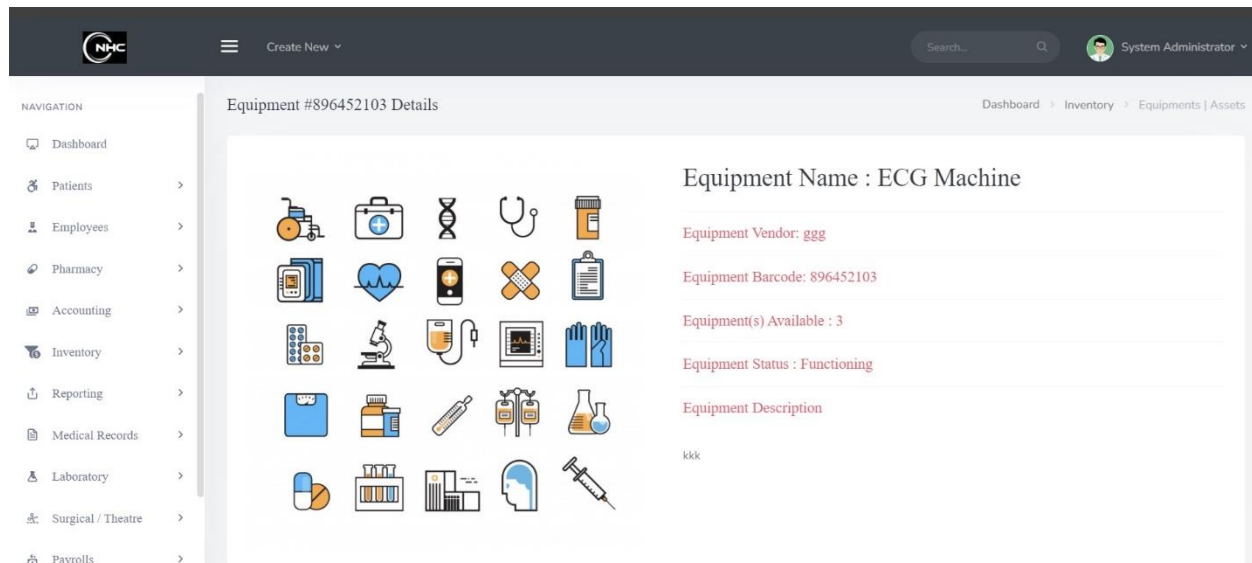 NHC
Create New
Search...
System Administrator
NAVIGATION
Equipment #896452103 Details
Dashboard > Inventory > Equipments | Assets
Dashboard
Patients
Employees
Pharmacy
Accounting
Inventory
Reporting
Medical Records
Laboratory
Surgical / Theatre
Payrolls
Equipment Name : ECG Machine
Equipment Vendor: ggg
Equipment Barcode: 896452103
Equipment(s) Available : 3
Equipment Status : Functioning
Equipment Description
kkk